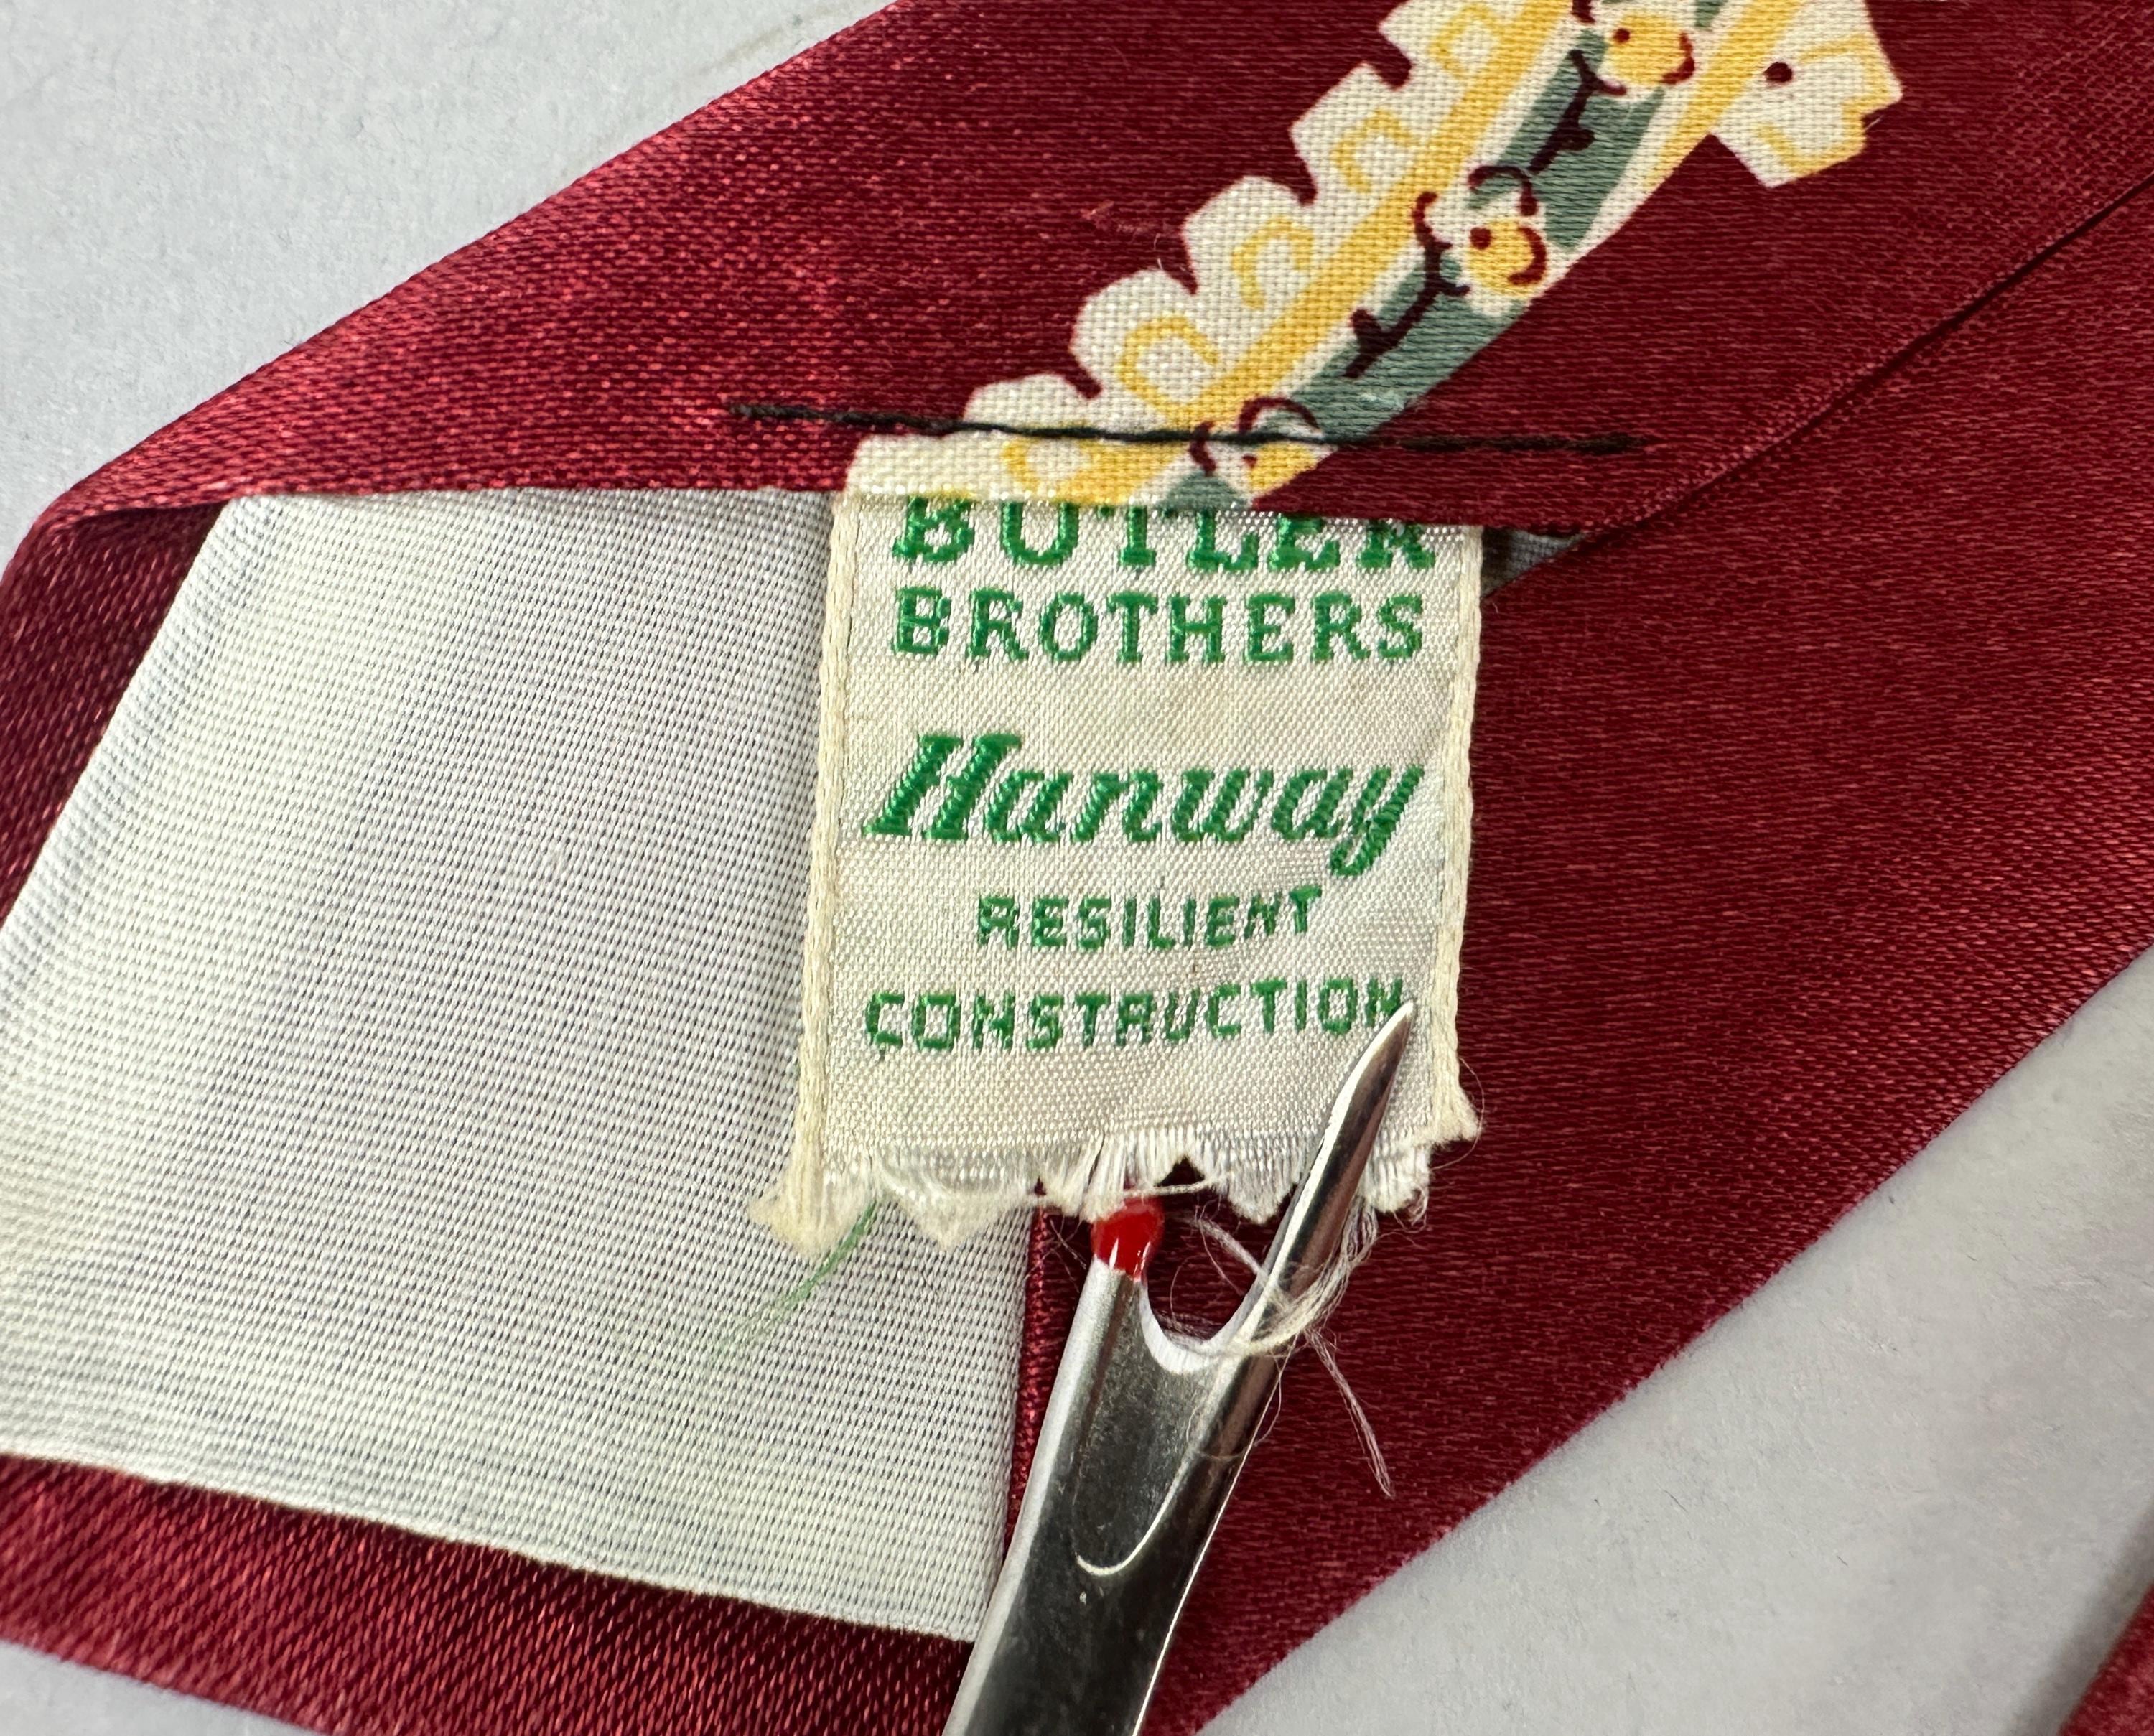 BUTLER
BROTHERS
Hanway
RESILIENT
CONSTRUCTION